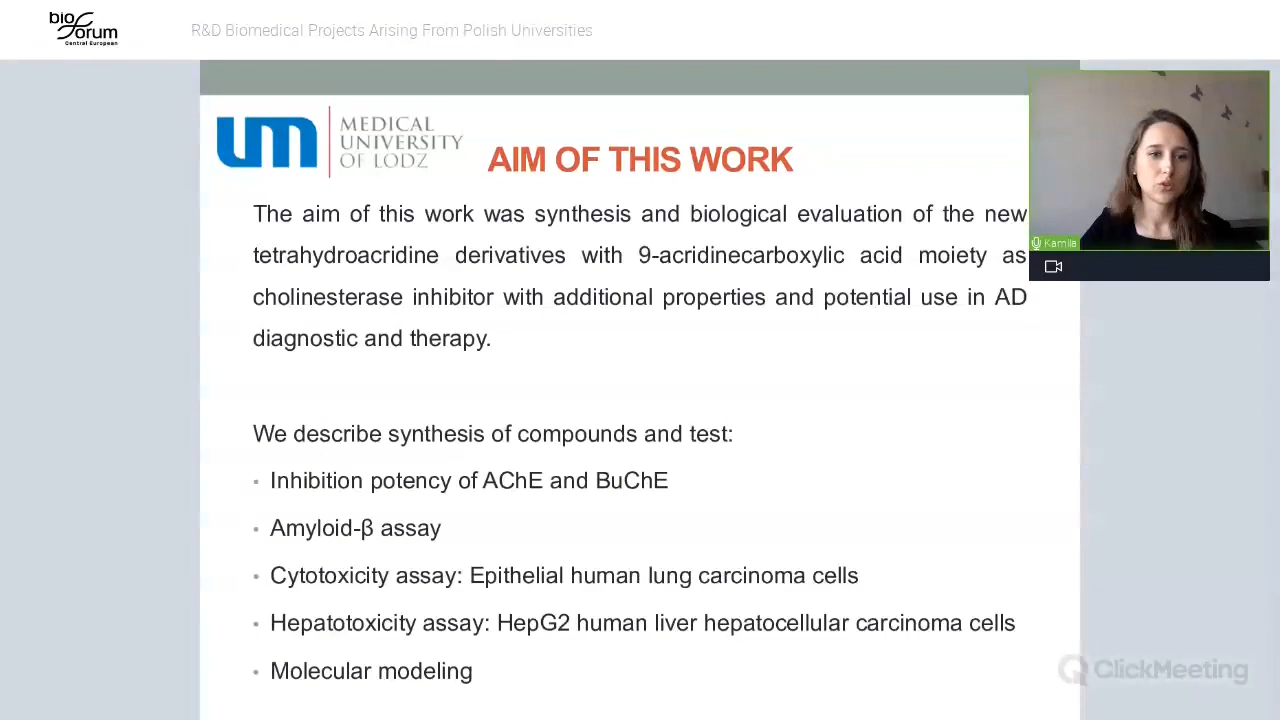 bio
forum
Central European
R&D Biomedical Projects Arising From Polish Universities
um
MEDICAL
UNIVERSITY
OF LODZ
AIM OF THIS WORK
The aim of this work was synthesis and biological evaluation of the new
tetrahydroacridine derivatives with 9-acridinecarboxylic acid moiety as
cholinesterase inhibitor with additional properties and potential use in AD
diagnostic and therapy.
We describe synthesis of compounds and test:
• Inhibition potency of AChE and BuChE
• Amyloid-β assay
• Cytotoxicity assay: Epithelial human lung carcinoma cells
• Hepatotoxicity assay: HepG2 human liver hepatocellular carcinoma cells
• Molecular modeling
Kamila
ClickMeeting